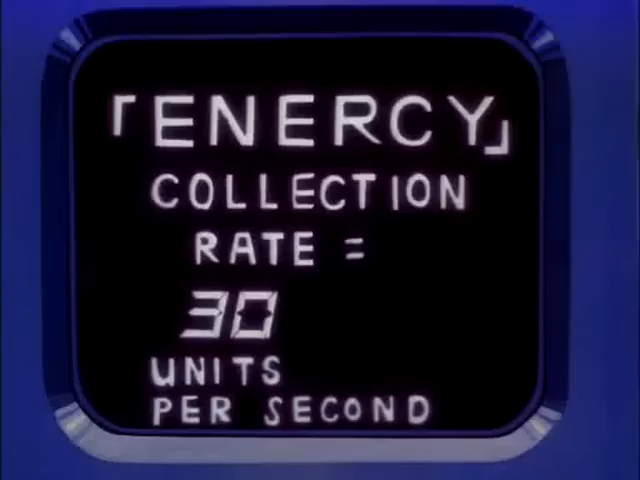 「ENERCY」
COLLECTION
RATE =
30
UNITS
PER SECOND